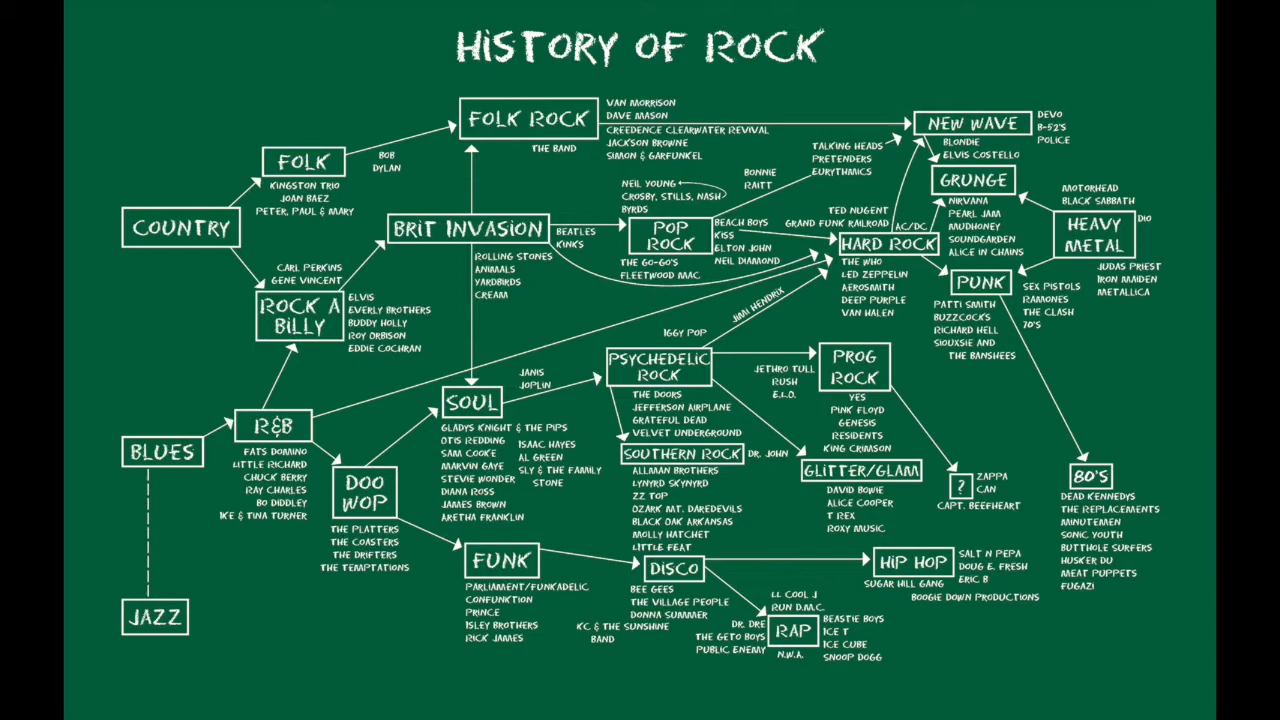 HISTORY OF ROCK
FOLK ROCK
VAN MORRISON
DAVE MASON
CREEDENCE CLEARWATER REVIVAL
JACKSON BROWNE
SIMON & GARFUNKEL
THE BAND
NEW WAVE
DEVO
B-52'S
POLICE
BLONDIE
ELVIS COSTELLO
TALKING HEADS
PRETENDERS
EURYTHMICS
FOLK
BOB
DYLAN
KINGSTON TRIO
JOAN BAEZ
PETER, PAUL & MARY
BONNIE
RAITT
GRUNGE
NIRVANA
PEARL JAM
MUDHONEY
SOUNDGARDEN
ALICE IN CHAINS
MOTORHEAD
BLACK SABBATH
HEAVY
METAL
DIO
JUDAS PRIEST
IRON MAIDEN
METALLICA
COUNTRY
BRIT INVASION
BEATLES
KINKS
ROLLING STONES
ANIMALS
YARDBIRDS
CREAM
NEIL YOUNG
CROSBY, STILLS, NASH
BYRDS
POP
ROCK
BEACH BOYS
KISS
ELTON JOHN
NEIL DIAMOND
THE GO-GO'S
FLEETWOOD MAC
TED NUGENT
GRAND FUNK RAILROAD
AC/DC
HARD ROCK
THE WHO
LED ZEPPELIN
AEROSMITH
DEEP PURPLE
VAN HALEN
PUNK
SEX PISTOLS
RAMONES
THE CLASH
70'S
PATTI SMITH
BUZZCOCKS
RICHARD HELL
SIOUXSIE AND
THE BANSHEES
CARL PERKINS
GENE VINCENT
ROCK A
BILLY
ELVIS
EVERLY BROTHERS
BUDDY HOLLY
ROY ORBISON
EDDIE COCHRAN
JIMI HENDRIX
IGGY POP
PSYCHEDELIC
ROCK
THE DOORS
JEFFERSON AIRPLANE
GRATEFUL DEAD
VELVET UNDERGROUND
JETHRO TULL
RUSH
E.L.O.
PROG
ROCK
YES
PINK FLOYD
GENESIS
RESIDENTS
KING CRIMSON
JANIS
JOPLIN
SOUL
GLADYS KNIGHT & THE PIPS
OTIS REDDING
SAM COOKE
MARVIN GAYE
STEVIE WONDER
DIANA ROSS
JAMES BROWN
ARETHA FRANKLIN
ISAAC HAYES
AL GREEN
SLY & THE FAMILY
STONE
BLUES
R&B
FATS DOMINO
LITTLE RICHARD
CHUCK BERRY
RAY CHARLES
BO DIDDLEY
IKE & TINA TURNER
DOO
WOP
THE PLATTERS
THE COASTERS
THE DRIFTERS
THE TEMPTATIONS
SOUTHERN ROCK
DR. JOHN
ALLMAN BROTHERS
LYNYRD SKYNYRD
ZZ TOP
OZARK MT. DAREDEVILS
BLACK OAK ARKANSAS
MOLLY HATCHET
LITTLE FEAT
GLITTER/GLAM
DAVID BOWIE
ALICE COOPER
T REX
ROXY MUSIC
?
ZAPPA
CAN
CAPT. BEEFHEART
80'S
DEAD KENNEDYS
THE REPLACEMENTS
MINUTEMEN
SONIC YOUTH
BUTTHOLE SURFERS
HUSKER DU
MEAT PUPPETS
FUGAZI
JAZZ
FUNK
PARLIAMENT/FUNKADELIC
CONFUNKTION
PRINCE
ISLEY BROTHERS
RICK JAMES
DISCO
BEE GEES
THE VILLAGE PEOPLE
DONNA SUMMER
KC & THE SUNSHINE
BAND
HIP HOP
SALT N PEPA
DOUG E. FRESH
ERIC B
SUGAR HILL GANG
BOOGIE DOWN PRODUCTIONS
LL COOL J
RUN D.M.C.
DR. DRE
THE GETO BOYS
PUBLIC ENEMY
RAP
N.W.A.
BEASTIE BOYS
ICE T
ICE CUBE
SNOOP DOGG